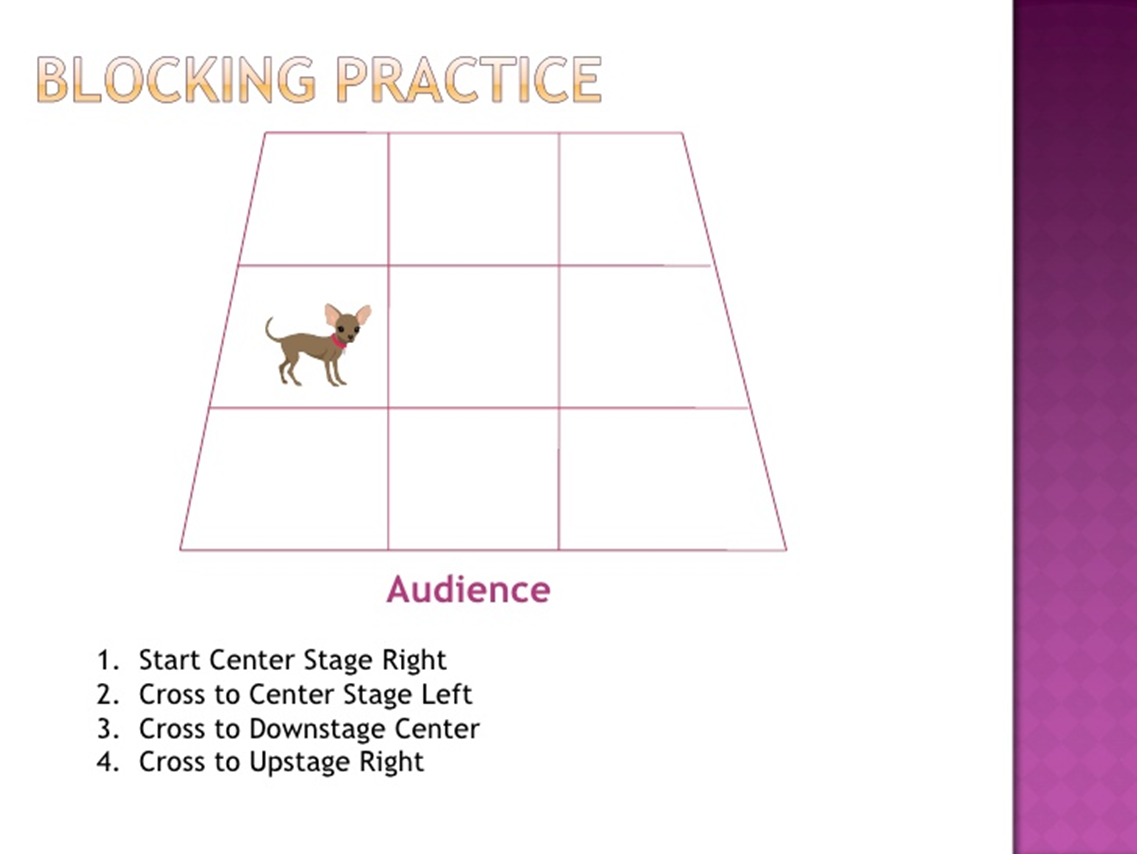 BLOCKING PRACTICE
Audience
1. Start Center Stage Right
2. Cross to Center Stage Left
3. Cross to Downstage Center
4. Cross to Upstage Right